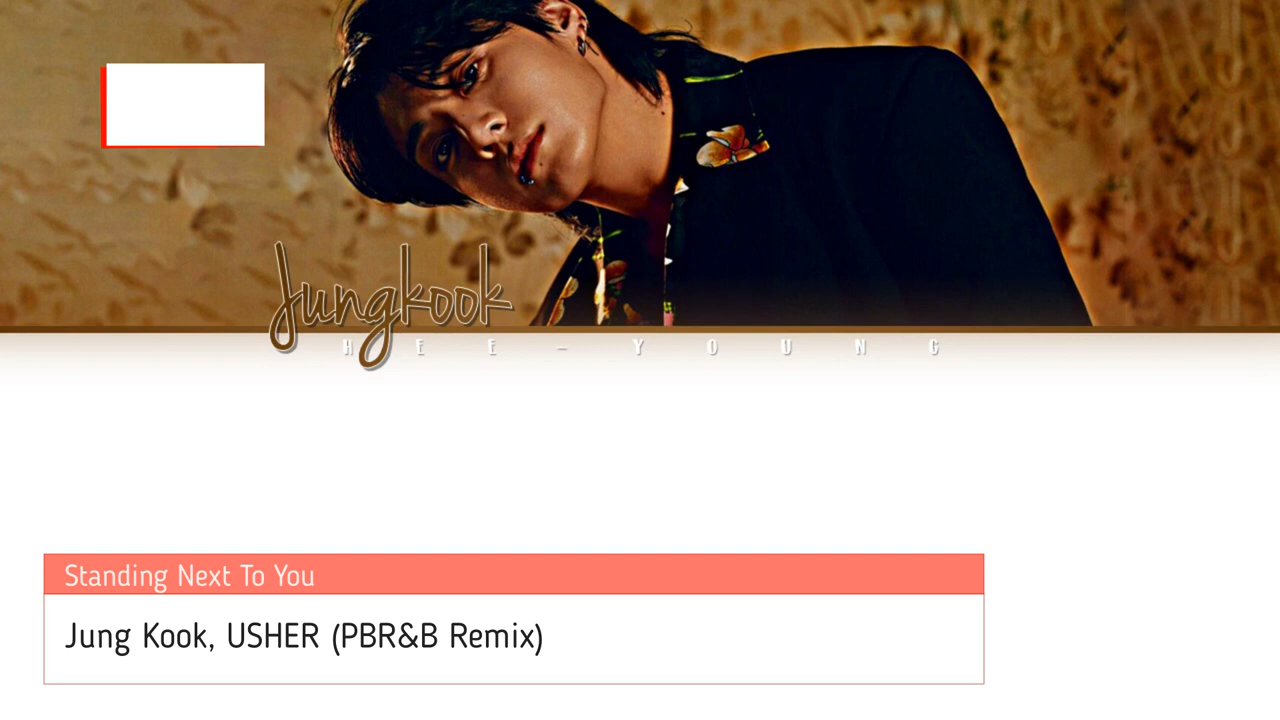 Jungkook
HEE-YOUNG
Standing Next To You
Jung Kook, USHER (PBR&B Remix)